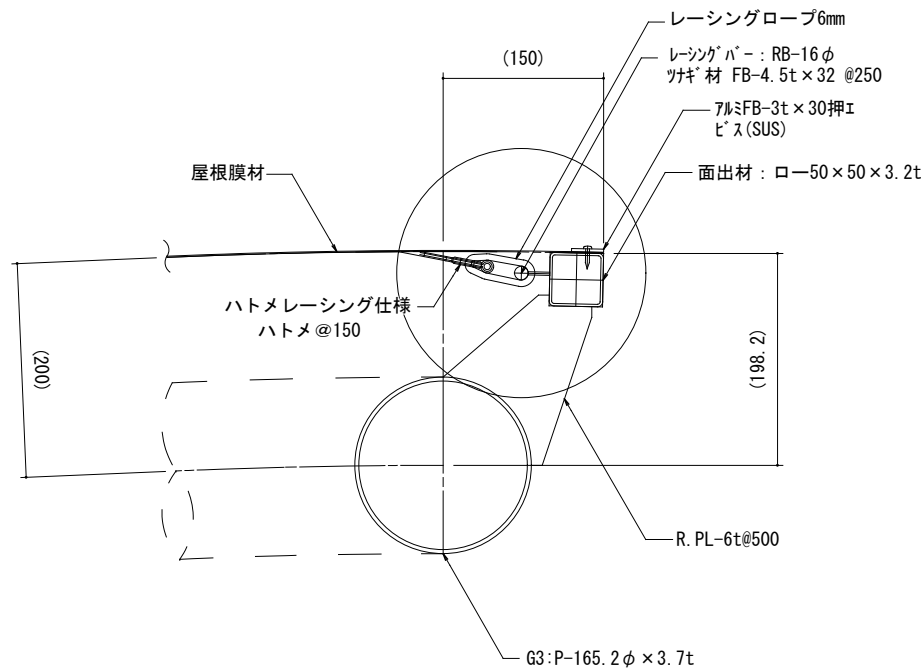 レーシングロープ6mm
(150)
ﾚｰｼﾝｸﾞﾊﾞｰ：RB-16φ
ﾂﾅｷﾞ材 FB-4.5t×32 @250
ｱﾙﾐFB-3t×30押ｴ
ﾋﾞｽ(SUS)
屋根膜材
面出材：ロー50×50×3.2t
ハトメレーシング仕様
ハトメ@150
(200)
(198.2)
R.PL-6t@500
G3:P-165.2φ×3.7t